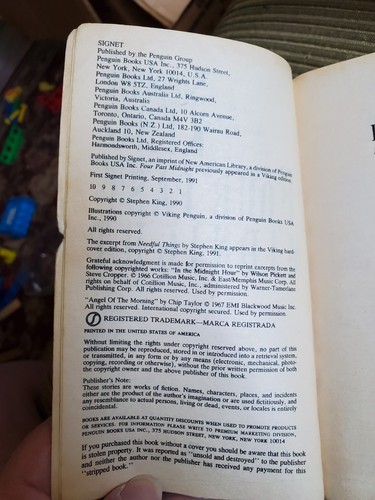 SIGNET
Published by the Penguin Group
Penguin Books USA Inc., 375 Hudson Street,
New York, New York 10014, U.S.A.
Penguin Books Ltd, 27 Wrights Lane,
London W8 5TZ, England
Penguin Books Australia Ltd, Ringwood,
Victoria, Australia
Penguin Books Canada Ltd, 10 Alcorn Avenue,
Toronto, Ontario, Canada M4V 3B2
Penguin Books (N.Z.) Ltd, 182-190 Wairau Road,
Auckland 10, New Zealand
Penguin Books Ltd, Registered Offices:
Harmondsworth, Middlesex, England
Published by Signet, an imprint of New American Library, a division of Penguin
Books USA Inc. Four Past Midnight previously appeared in a Viking edition.
First Signet Printing, September, 1991
10 9 8 7 6 5 4 3 2 1
Copyright © Stephen King, 1990
Illustrations copyright © Viking Penguin, a division of Penguin Books USA
Inc., 1990
All rights reserved.
The excerpt from Needful Things by Stephen King appears in the Viking hard-
cover edition, copyright © Stephen King, 1991.
Grateful acknowledgment is made for permission to reprint excerpts from the
following copyrighted works: "In the Midnight Hour" by Wilson Pickett and
Steve Cropper. © 1966 Cotillion Music, Inc. & East/Memphis Music Corp. All
rights on behalf of Cotillion Music, Inc., administered by Warner-Tamerlane
Publishing Corp. All rights reserved. Used by permission.
"Angel Of The Morning" by Chip Taylor © 1967 EMI Blackwood Music Inc.
All rights reserved. International copyright secured. Used by permission.
REGISTERED TRADEMARK—MARCA REGISTRADA
PRINTED IN THE UNITED STATES OF AMERICA
Without limiting the rights under copyright reserved above, no part of this
publication may be reproduced, stored in or introduced into a retrieval system,
or transmitted, in any form or by any means (electronic, mechanical, photo-
copying, recording or otherwise), without the prior written permission of both
the copyright owner and the above publisher of this book.
Publisher's Note:
These stories are works of fiction. Names, characters, places, and incidents
either are the product of the author's imagination or are used fictitiously, and
any resemblance to actual persons, living or dead, events, or locales is entirely
coincidental.
BOOKS ARE AVAILABLE AT QUANTITY DISCOUNTS WHEN USED TO PROMOTE PRODUCTS
OR SERVICES. FOR INFORMATION PLEASE WRITE TO PREMIUM MARKETING DIVISION,
PENGUIN BOOKS USA INC., 375 HUDSON STREET, NEW YORK, NEW YORK 10014
If you purchased this book without a cover you should be aware that this book
is stolen property. It was reported as "unsold and destroyed" to the publisher
and neither the author nor the publisher has received any payment for this
"stripped book."